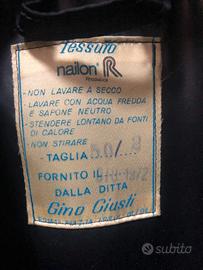 Tessuto
nailon R
- NON LAVARE A SECCO
- LAVARE CON ACQUA FREDDA
E SAPONE NEUTRO
- STENDERE LONTANO DA FONTI
DI CALORE
- NON STIRARE
TAGLIA 50/
FORNITO IL
DALLA DITTA
Gino Giusti
subito